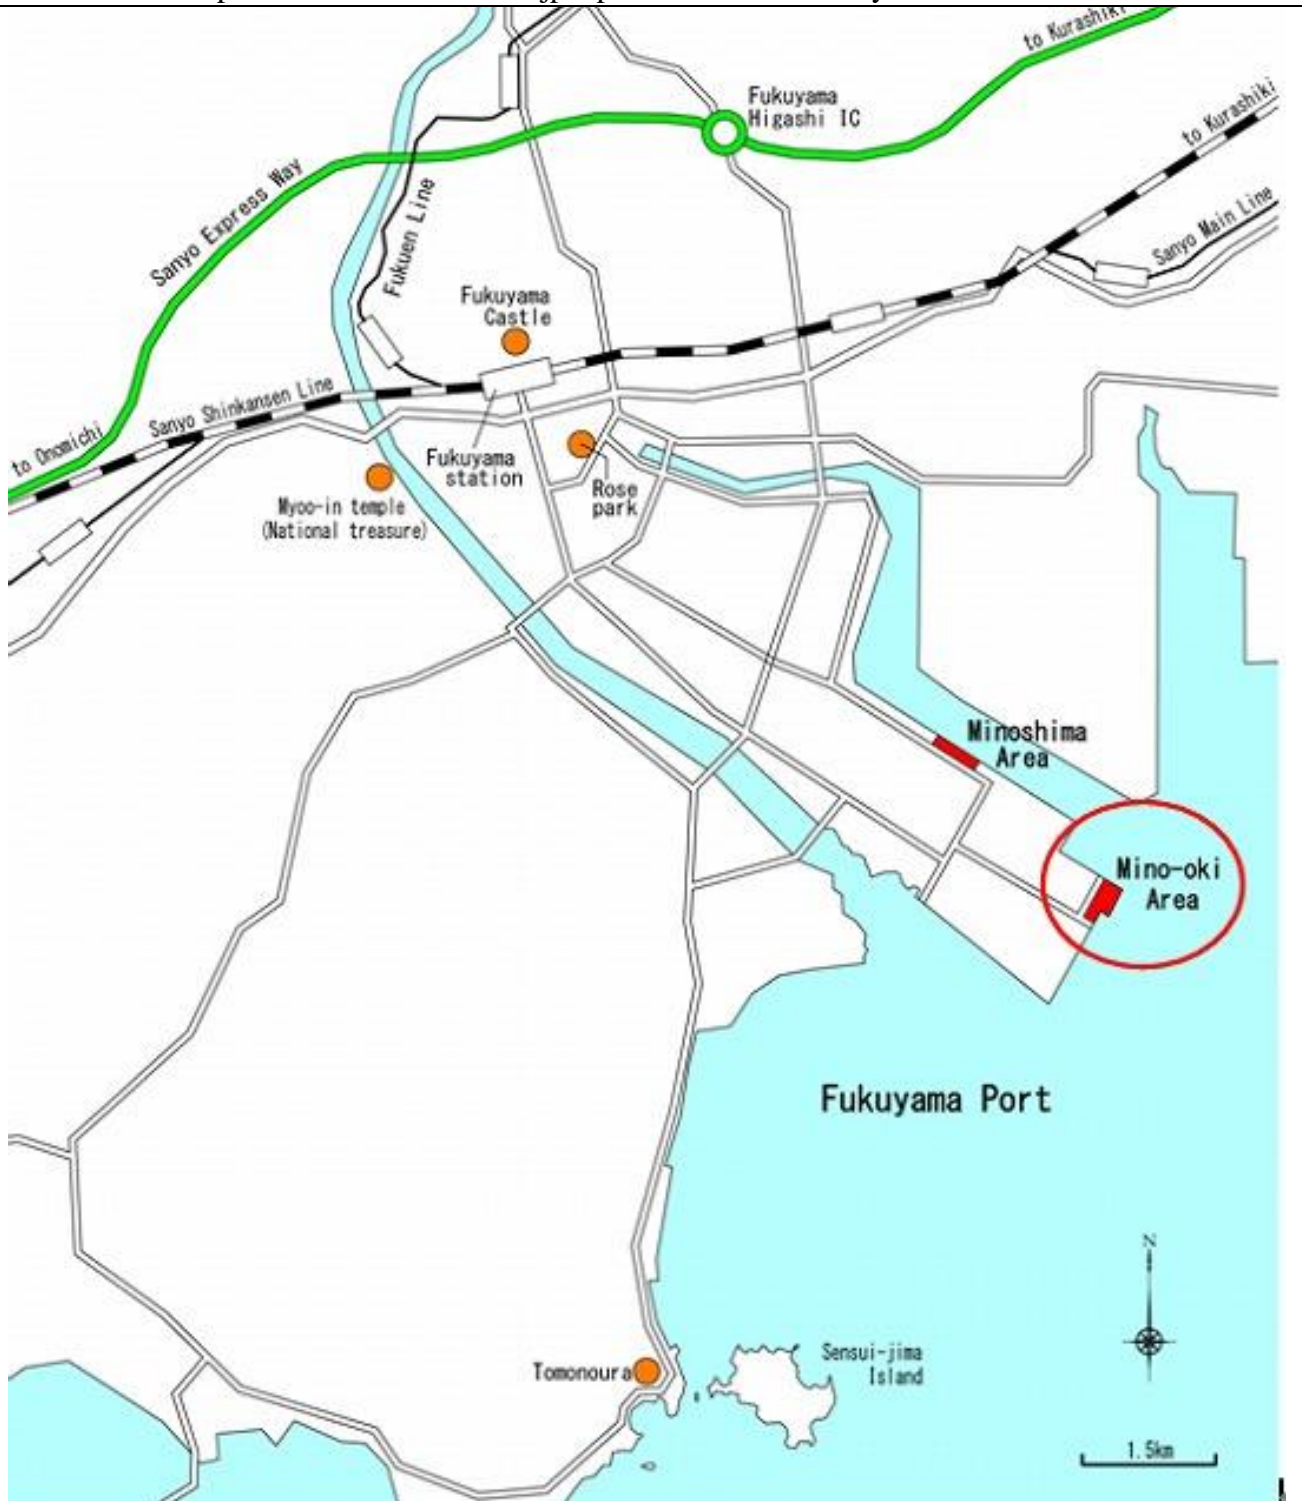 to Kurashiki
Fukuyama
Higashi IC
to Kurashiki
Sanyo Express Way
Fukuen Line
Sanyo Main Line
Fukuyama
Castle
Sanyo Shinkansen Line
to Onomichi
Fukuyama
station
Rose
park
Myoo-in temple
(National treasure)
Minoshima
Area
Mino-oki
Area
Fukuyama Port
N
Tomonoura
Sensui-jima
Island
1.5km